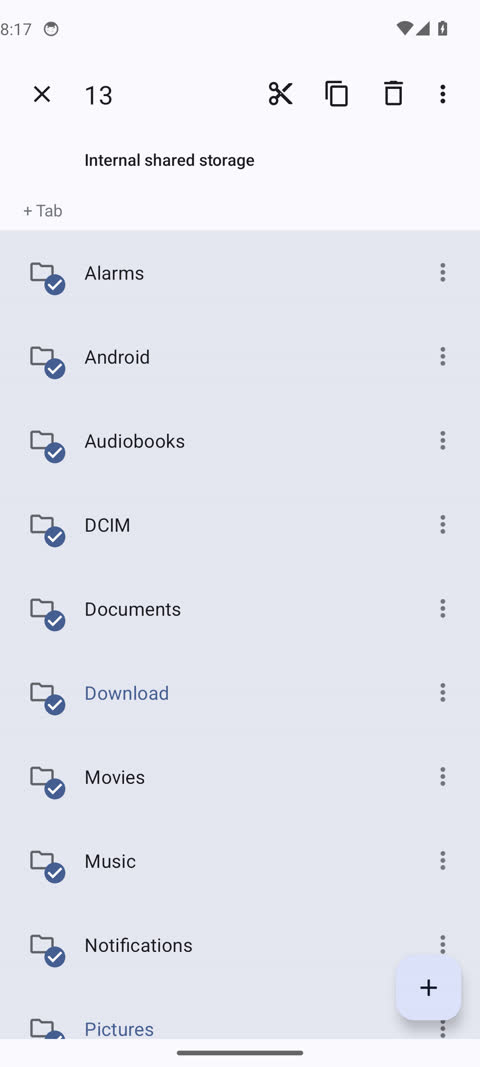 8:17
13
Internal shared storage
+ Tab
Alarms
Android
Audiobooks
DCIM
Documents
Download
Movies
Music
Notifications
Pictures